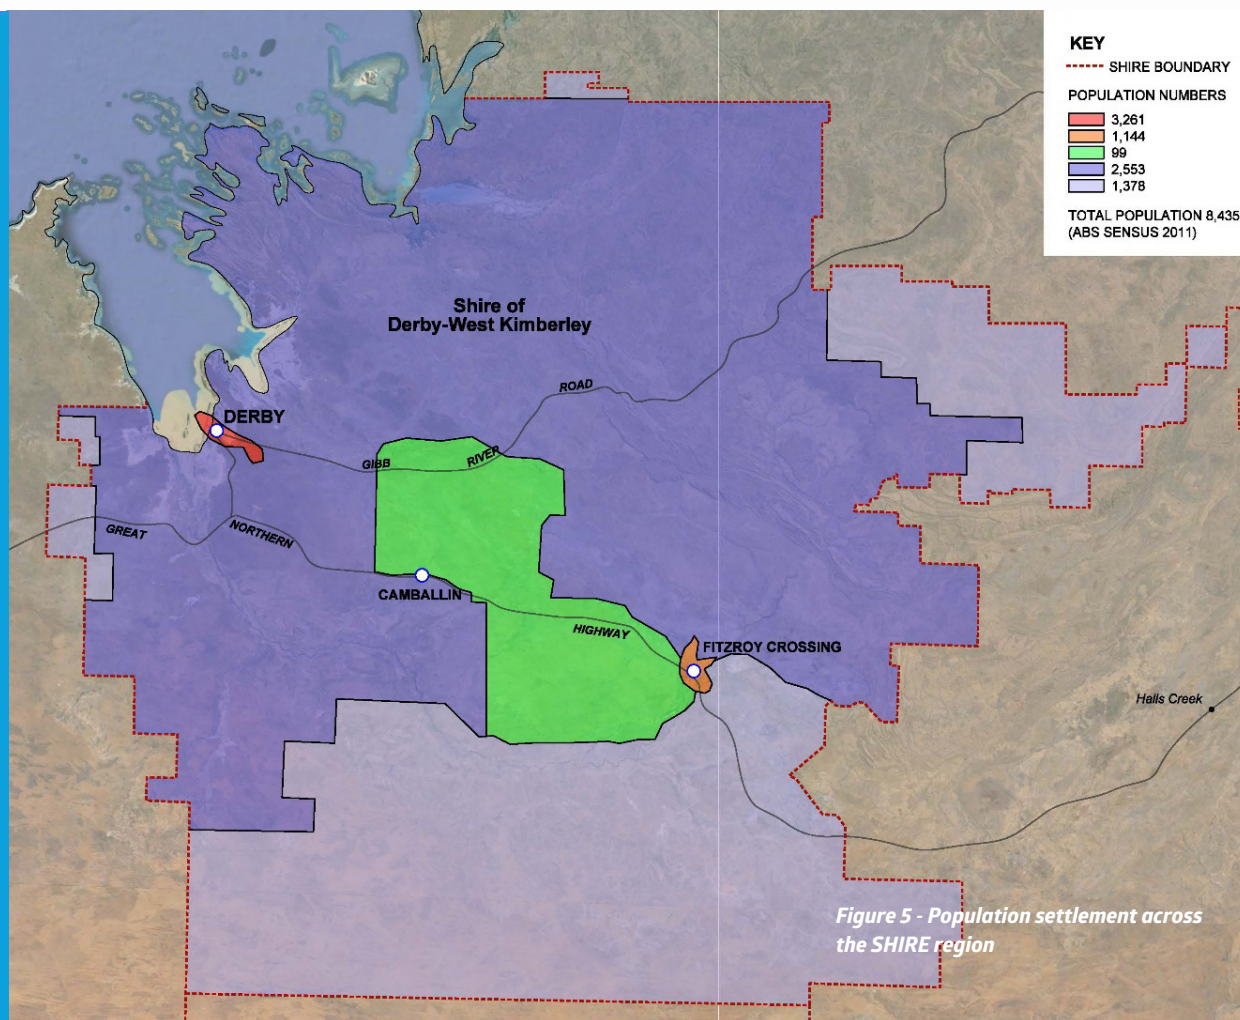 KEY
SHIRE BOUNDARY
POPULATION NUMBERS
3,261
1,144
99
2,553
1,378
TOTAL POPULATION 8,435
(ABS SENSUS 2011)
Shire of
Derby-West Kimberley
ROAD
DERBY
RIVER
GIBB
GREAT
NORTHERN
CAMBALLIN
HIGHWAY
FITZROY CROSSING
Halls Creek
Figure 5 - Population settlement across
the SHIRE region